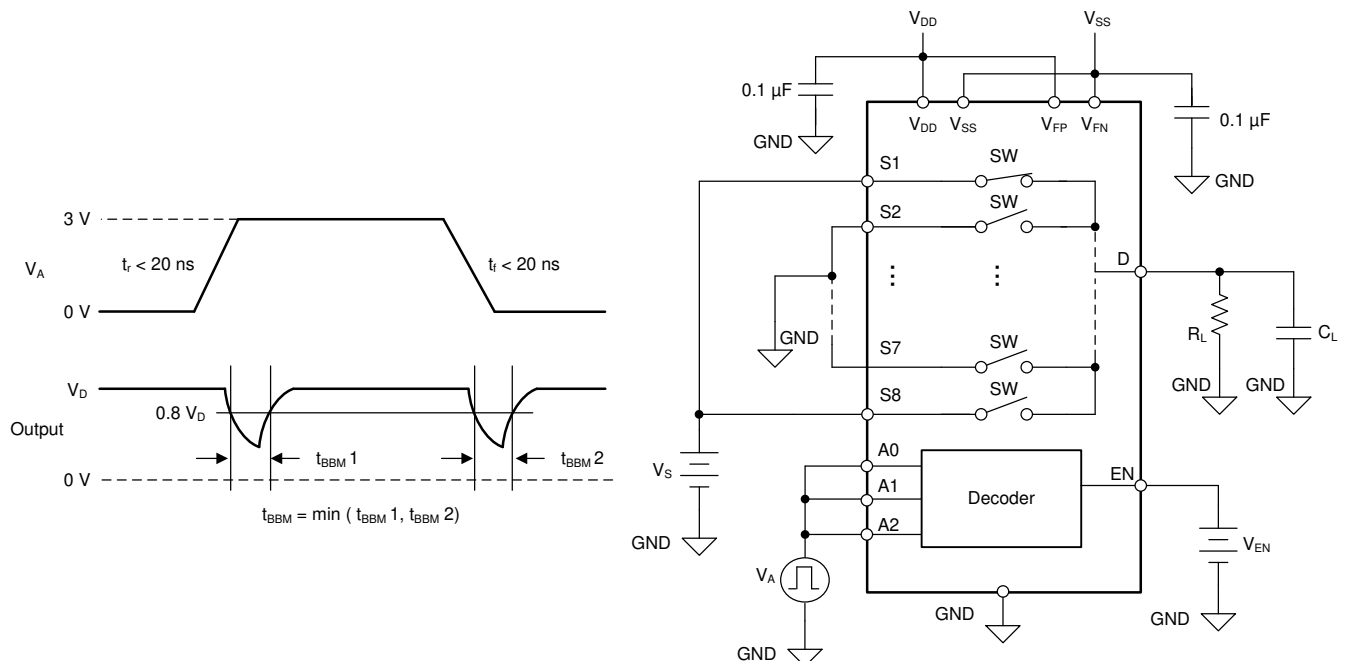 3 V
V_A
t_r < 20 ns
t_f < 20 ns
0 V
V_D
0.8 V_D
Output
t_BBM 1
t_BBM 2
0 V
t_BBM = min ( t_BBM 1, t_BBM 2)
V_DD
V_SS
0.1 µF
0.1 µF
GND
GND
V_DD
V_SS
V_FP
V_FN
S1
SW
S2
SW
...
...
D
GND
R_L
C_L
S7
SW
GND
GND
S8
SW
V_S
A0
A1
A2
Decoder
EN
GND
V_EN
V_A
GND
GND
GND